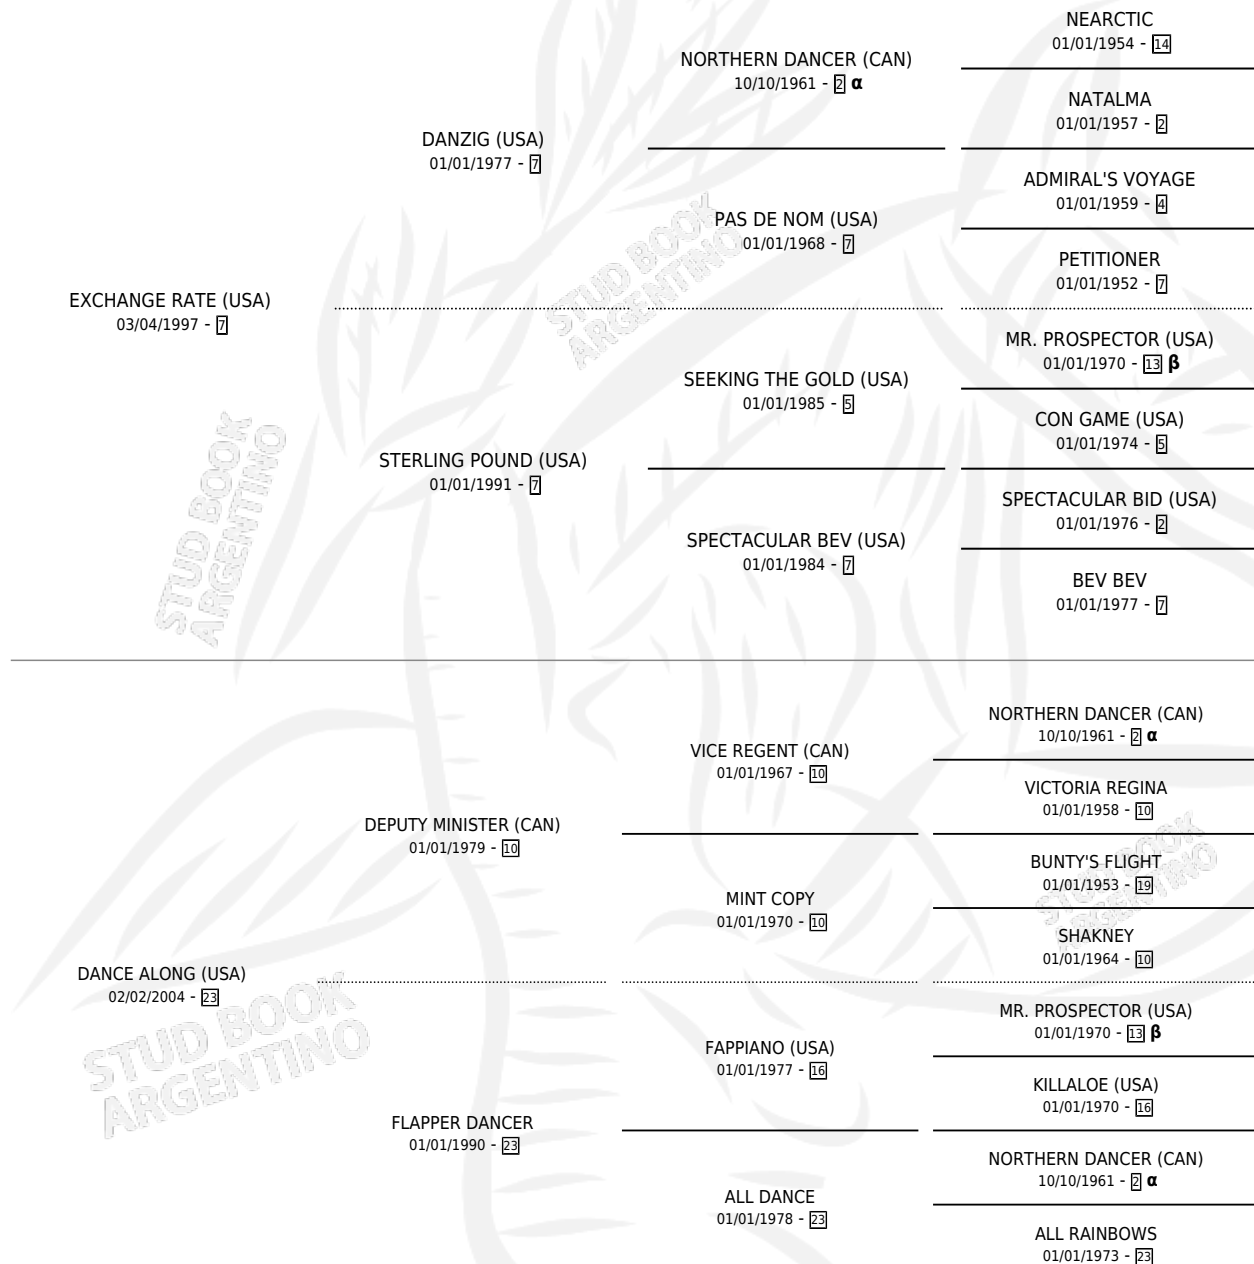 NEARCTIC
01/01/1954 - 14
NORTHERN DANCER (CAN)
10/10/1961 - 2 α
NATALMA
01/01/1957 - 2
DANZIG (USA)
01/01/1977 - 7
ADMIRAL'S VOYAGE
01/01/1959 - 4
PAS DE NOM (USA)
01/01/1968 - 7
PETITIONER
01/01/1952 - 7
EXCHANGE RATE (USA)
03/04/1997 - 7
MR. PROSPECTOR (USA)
01/01/1970 - 13 β
SEEKING THE GOLD (USA)
01/01/1985 - 5
CON GAME (USA)
01/01/1974 - 5
STERLING POUND (USA)
01/01/1991 - 7
SPECTACULAR BID (USA)
01/01/1976 - 2
SPECTACULAR BEV (USA)
01/01/1984 - 7
BEV BEV
01/01/1977 - 7
NORTHERN DANCER (CAN)
10/10/1961 - 2 α
VICE REGENT (CAN)
01/01/1967 - 10
VICTORIA REGINA
01/01/1958 - 10
DEPUTY MINISTER (CAN)
01/01/1979 - 10
BUNTY'S FLIGHT
01/01/1953 - 19
MINT COPY
01/01/1970 - 10
SHAKNEY
01/01/1964 - 10
DANCE ALONG (USA)
02/02/2004 - 23
MR. PROSPECTOR (USA)
01/01/1970 - 13 β
FAPPIANO (USA)
01/01/1977 - 16
KILLALOE (USA)
01/01/1970 - 16
FLAPPER DANCER
01/01/1990 - 23
NORTHERN DANCER (CAN)
10/10/1961 - 2 α
ALL DANCE
01/01/1978 - 23
ALL RAINBOWS
01/01/1973 - 23
STUD BOOK
ARGENTINO
STUD BOOK
ARGENTINO
STUD BOOK
ARGENTINO
STUD BOOK
ARGENTINO